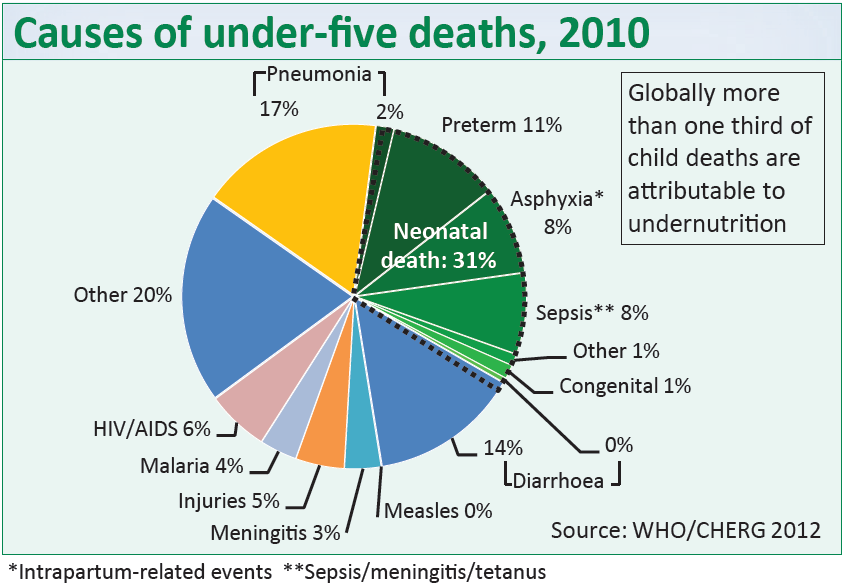 Causes of under-five deaths, 2010
Pneumonia
17%
2%
Preterm 11%
Asphyxia*
8%
Neonatal
death: 31%
Sepsis** 8%
Other 1%
Congenital 1%
0%
14%
Diarrhoea
Measles 0%
Meningitis 3%
Injuries 5%
Malaria 4%
HIV/AIDS 6%
Other 20%
Globally more
than one third of
child deaths are
attributable to
undernutrition
Source: WHO/CHERG 2012
*Intrapartum-related events **Sepsis/meningitis/tetanus